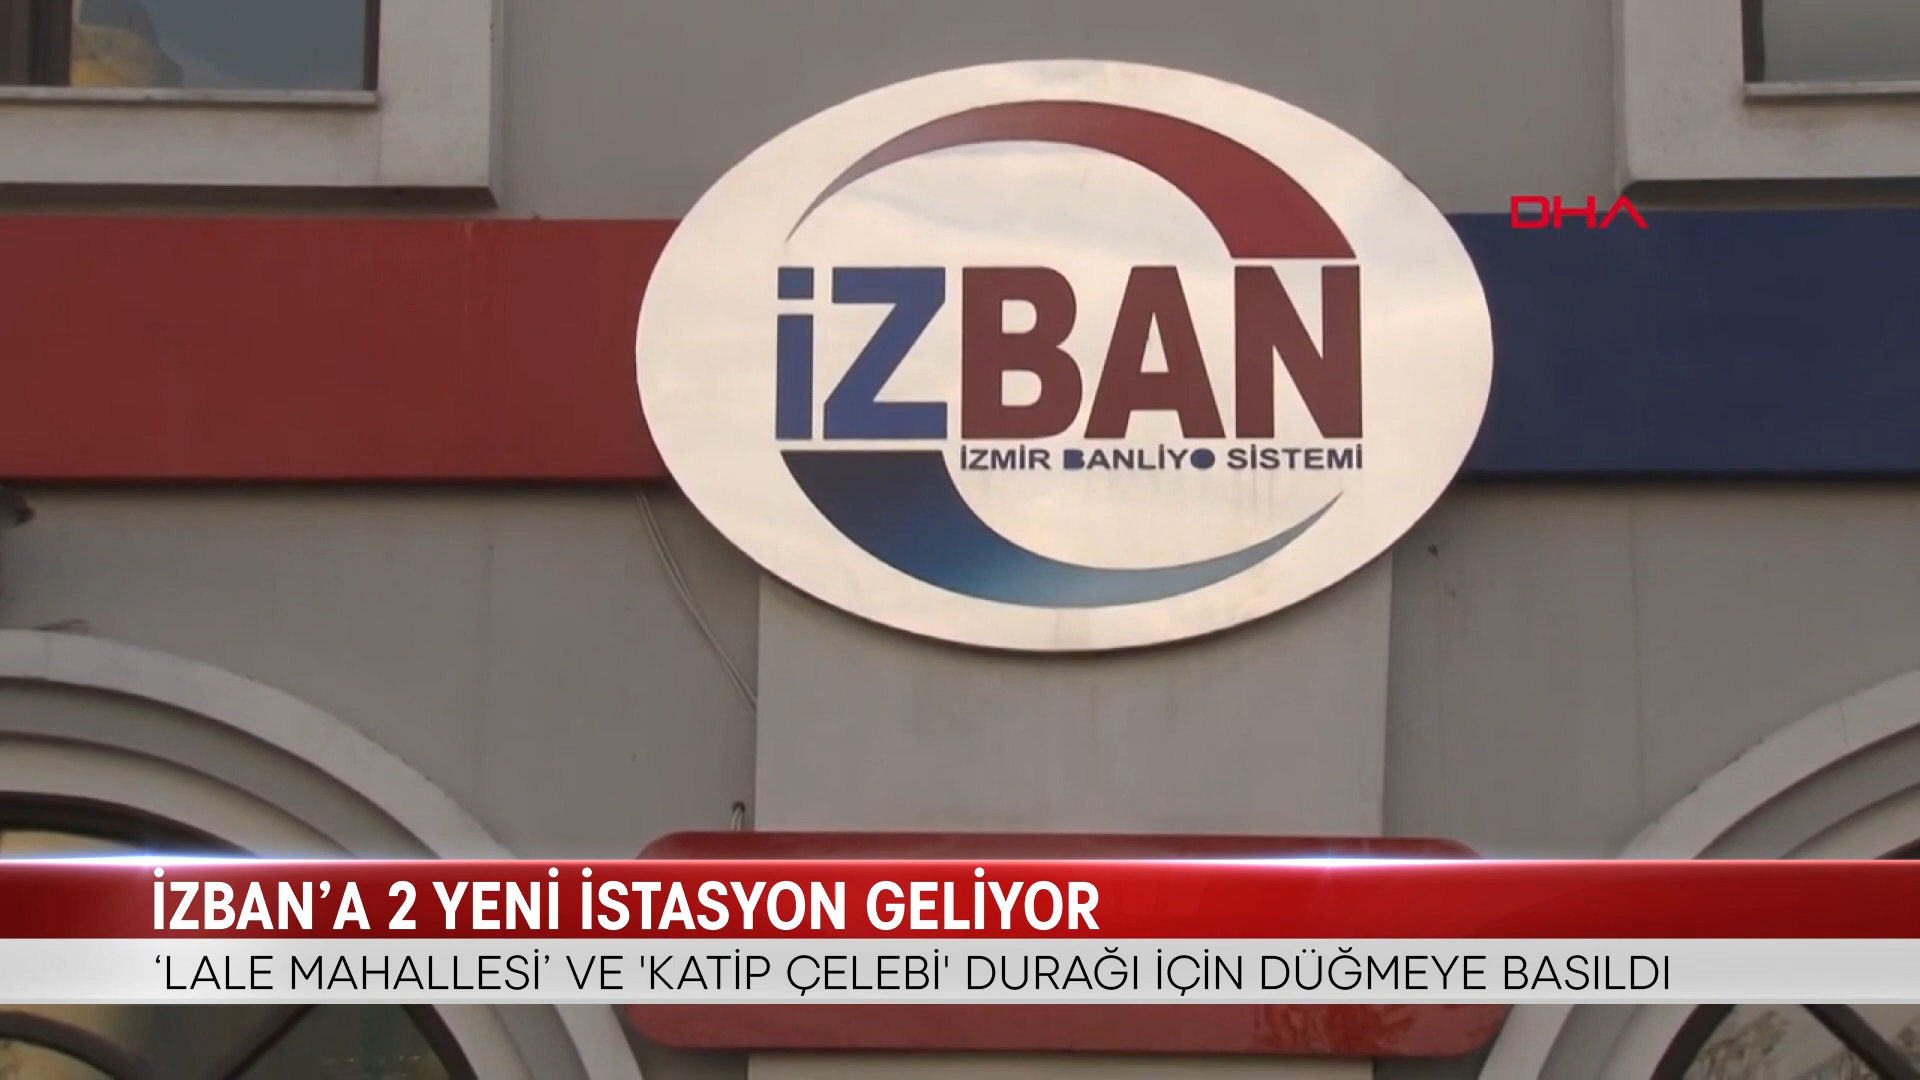 DHA
İZBAN
İZMİR BANLİYO SİSTEMİ
İZBAN’A 2 YENİ İSTASYON GELİYOR
‘LALE MAHALLESİ’ VE 'KATİP ÇELEBİ' DURAĞI İÇİN DÜĞMEYE BASILDI